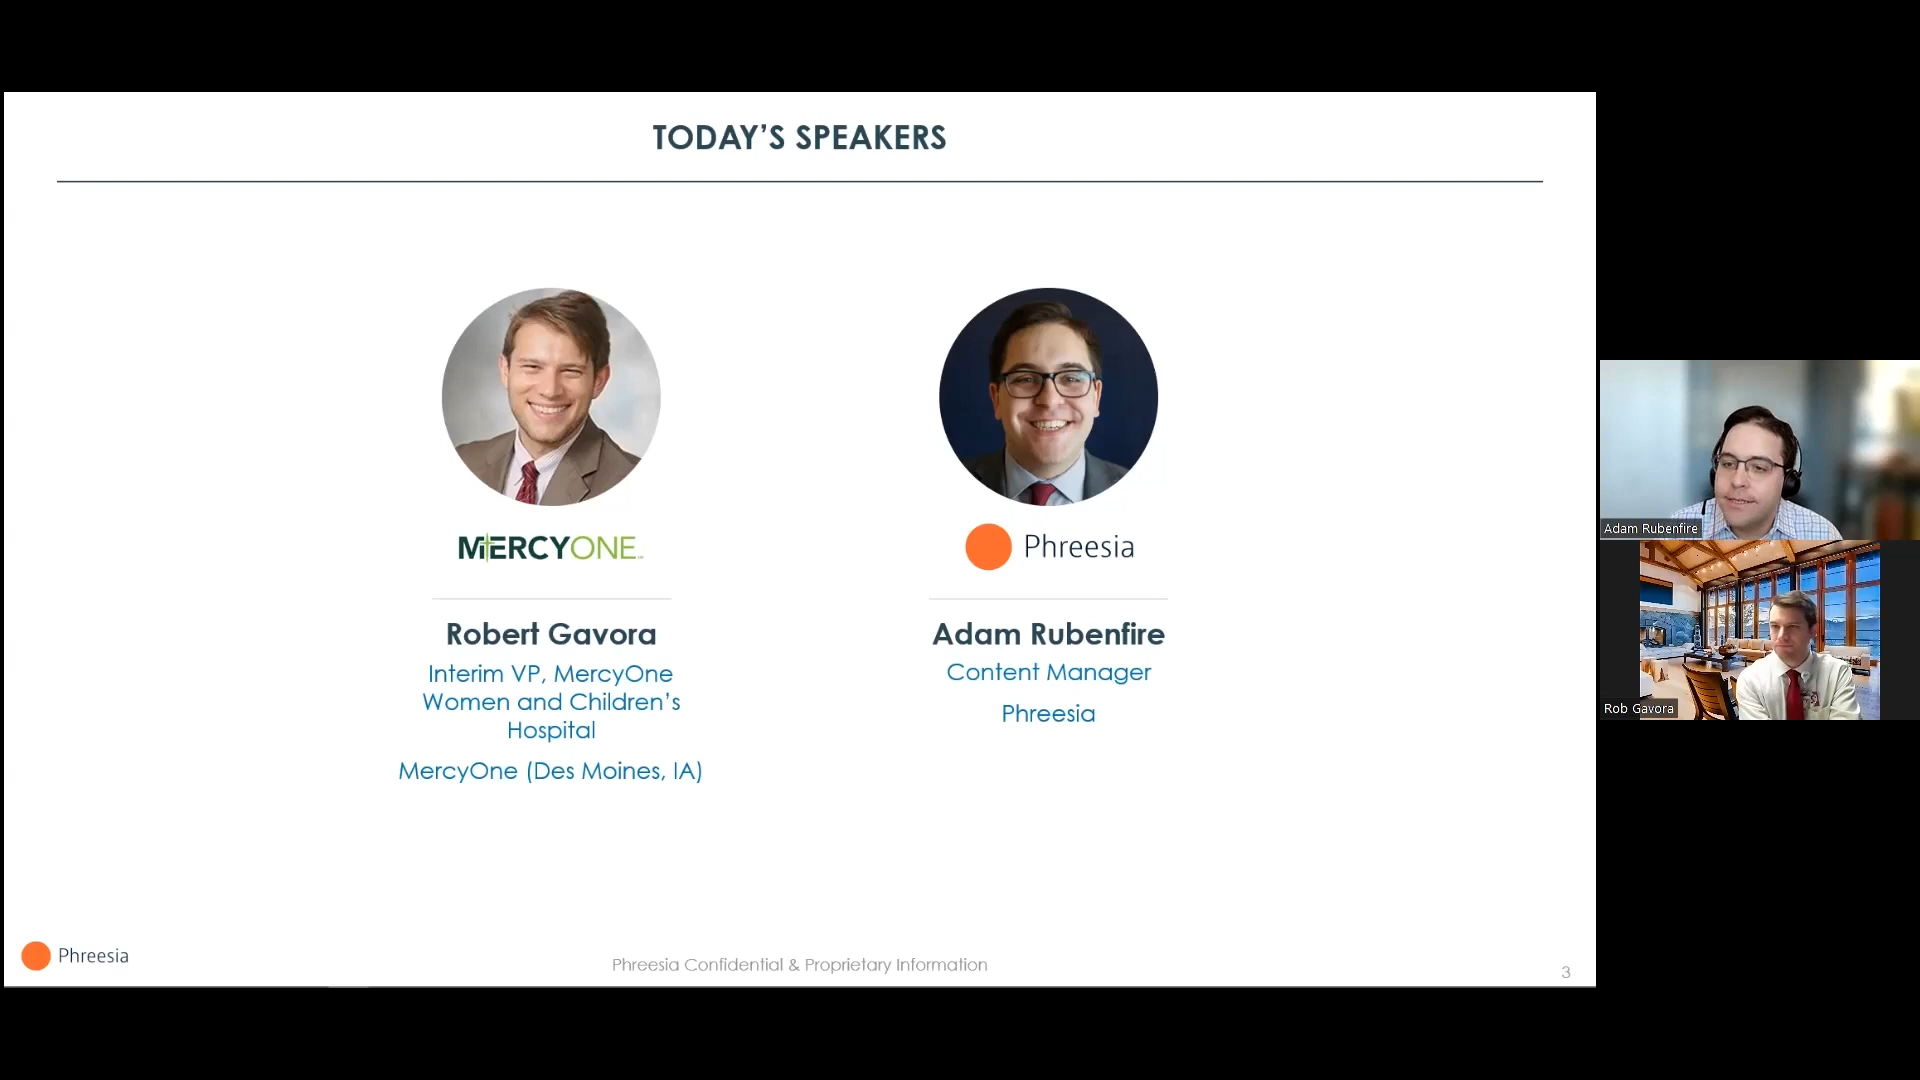 TODAY’S SPEAKERS
MERCYONE
Phreesia
Robert Gavora
Interim VP, MercyOne
Women and Children’s
Hospital
MercyOne (Des Moines, IA)
Adam Rubenfire
Content Manager
Phreesia
Phreesia
Phreesia Confidential & Proprietary Information
3
Adam Rubenfire
Rob Gavora